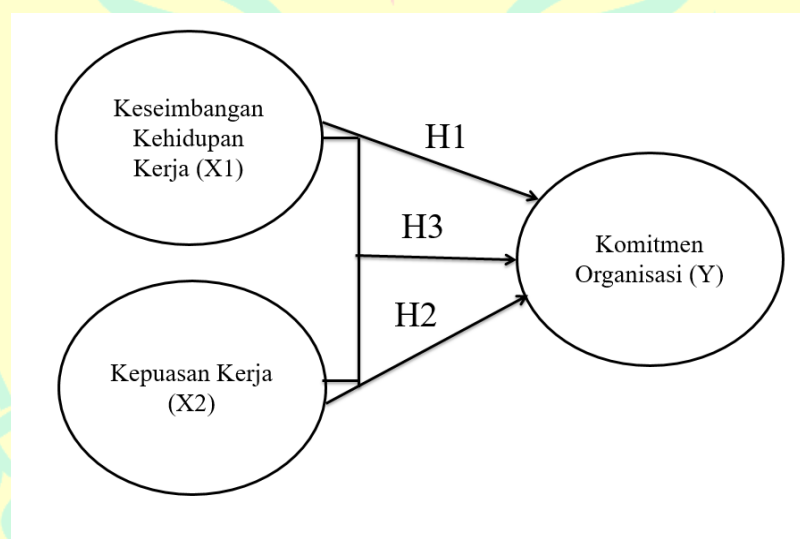 Keseimbangan
Kehidupan
Kerja (X1)
H1
H3
Komitmen
Organisasi (Y)
H2
Kepuasan Kerja
(X2)